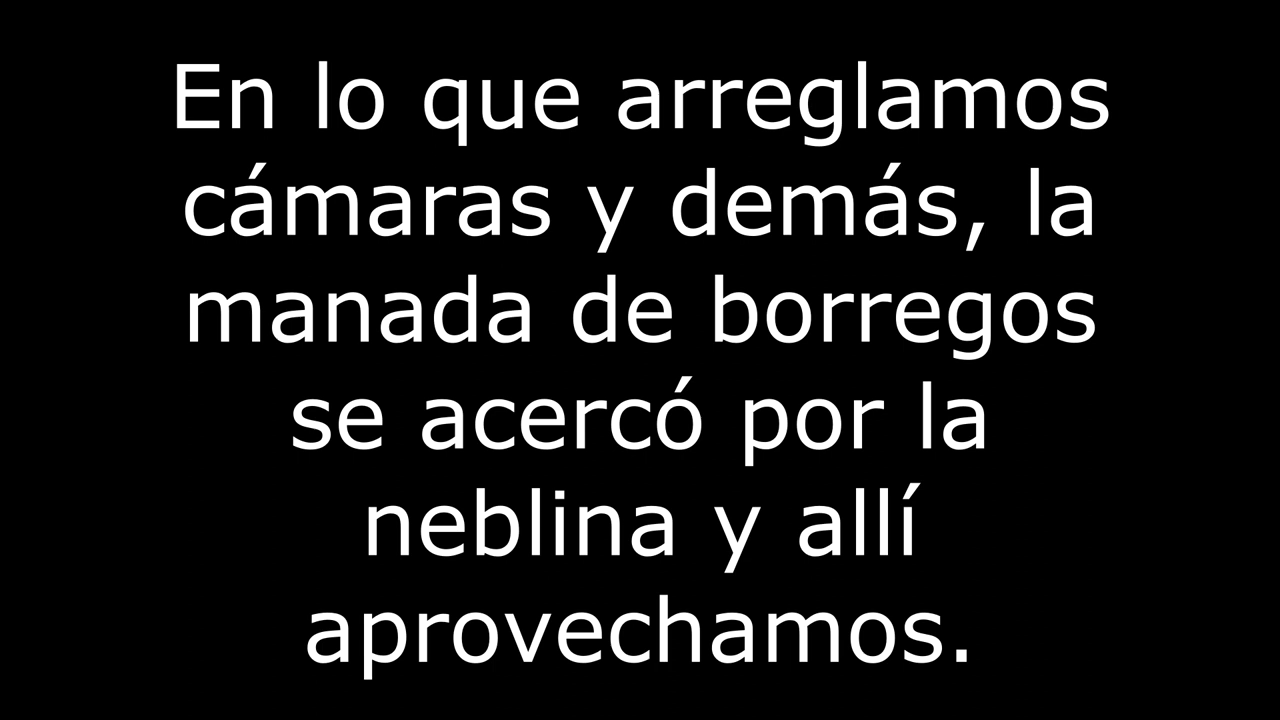 En lo que arreglamos
cámaras y demás, la
manada de borregos
se acercó por la
neblina y allí
aprovechamos.